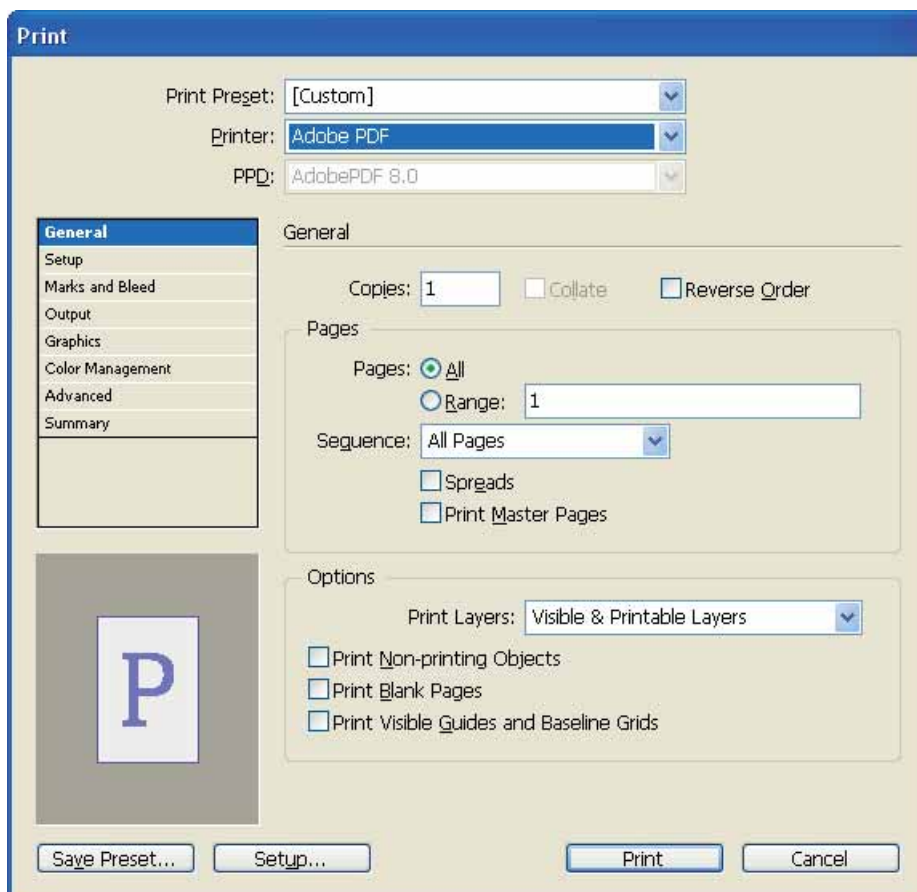 Print
Print Preset: [Custom]
Printer: Adobe PDF
PPD: AdobePDF 8.0
General
Setup
Marks and Bleed
Output
Graphics
Color Management
Advanced
Summary
General
Copies: 1 Collate Reverse Order
Pages
Pages: All
Range: 1
Sequence: All Pages
Spreads
Print Master Pages
Options
Print Layers: Visible & Printable Layers
Print Non-printing Objects
Print Blank Pages
Print Visible Guides and Baseline Grids
P
Save Preset... Setup... Print Cancel